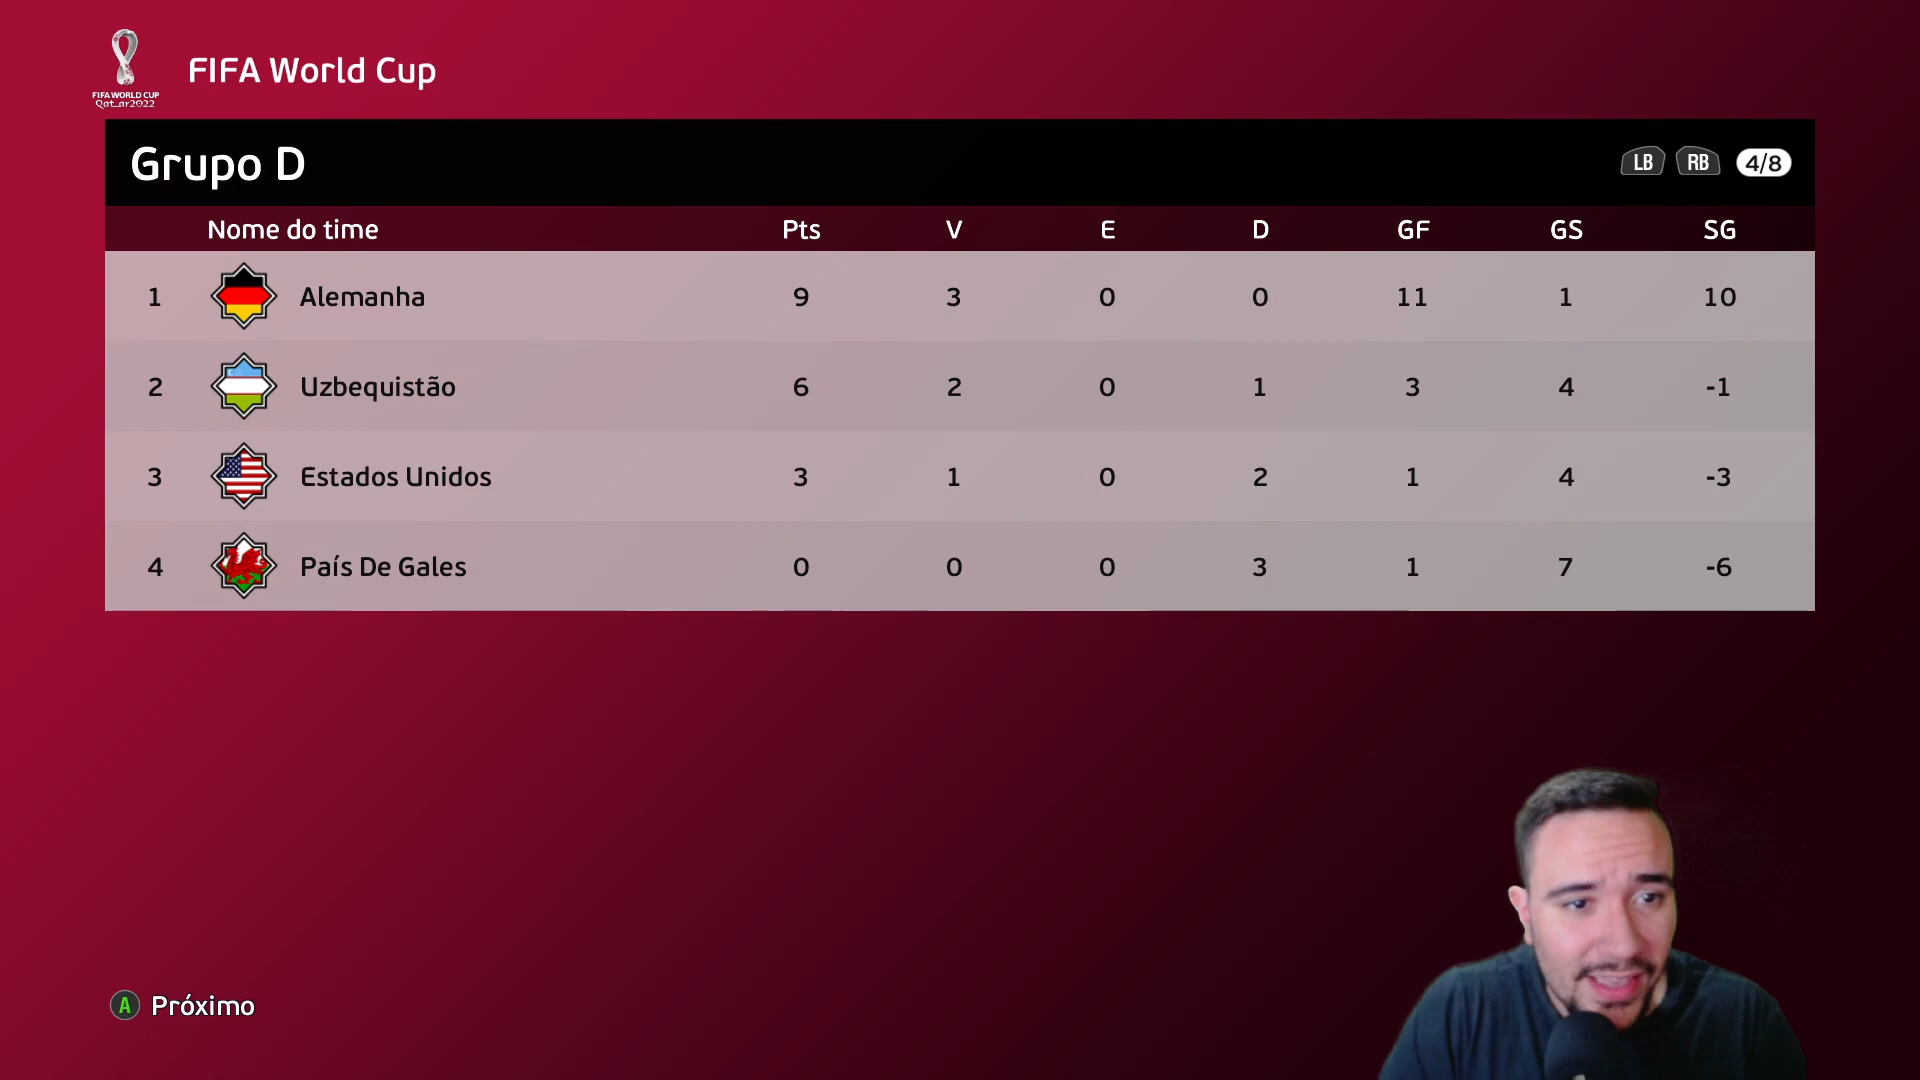 FIFA WORLD CUP
Qatar2022
FIFA World Cup
Grupo D
LB RB 4/8
Nome do time Pts V E D GF GS SG
1 Alemanha 9 3 0 0 11 1 10
2 Uzbequistão 6 2 0 1 3 4 -1
3 Estados Unidos 3 1 0 2 1 4 -3
4 País De Gales 0 0 0 3 1 7 -6
A Próximo